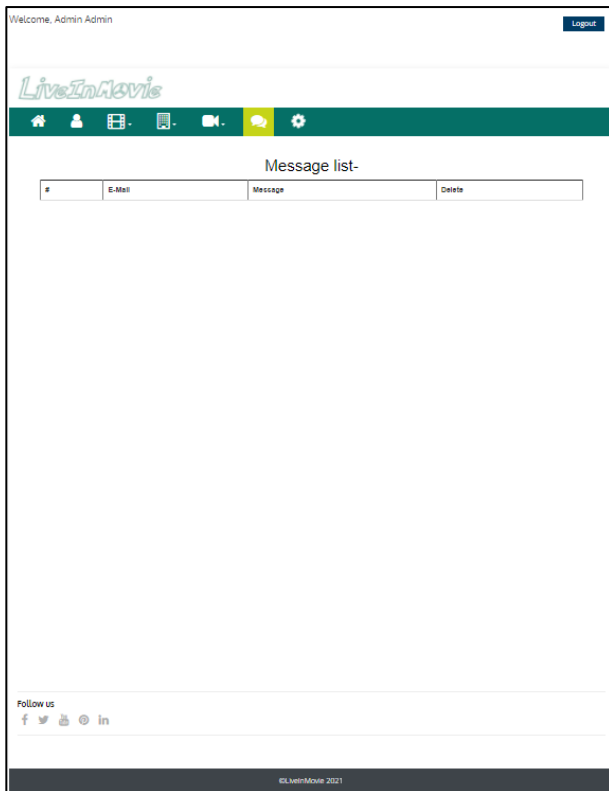 Welcome, Admin Admin
Logout
LiveInMovie
Message list-
# E-Mail Message Delete
Follow us
©LiveInMovie 2021